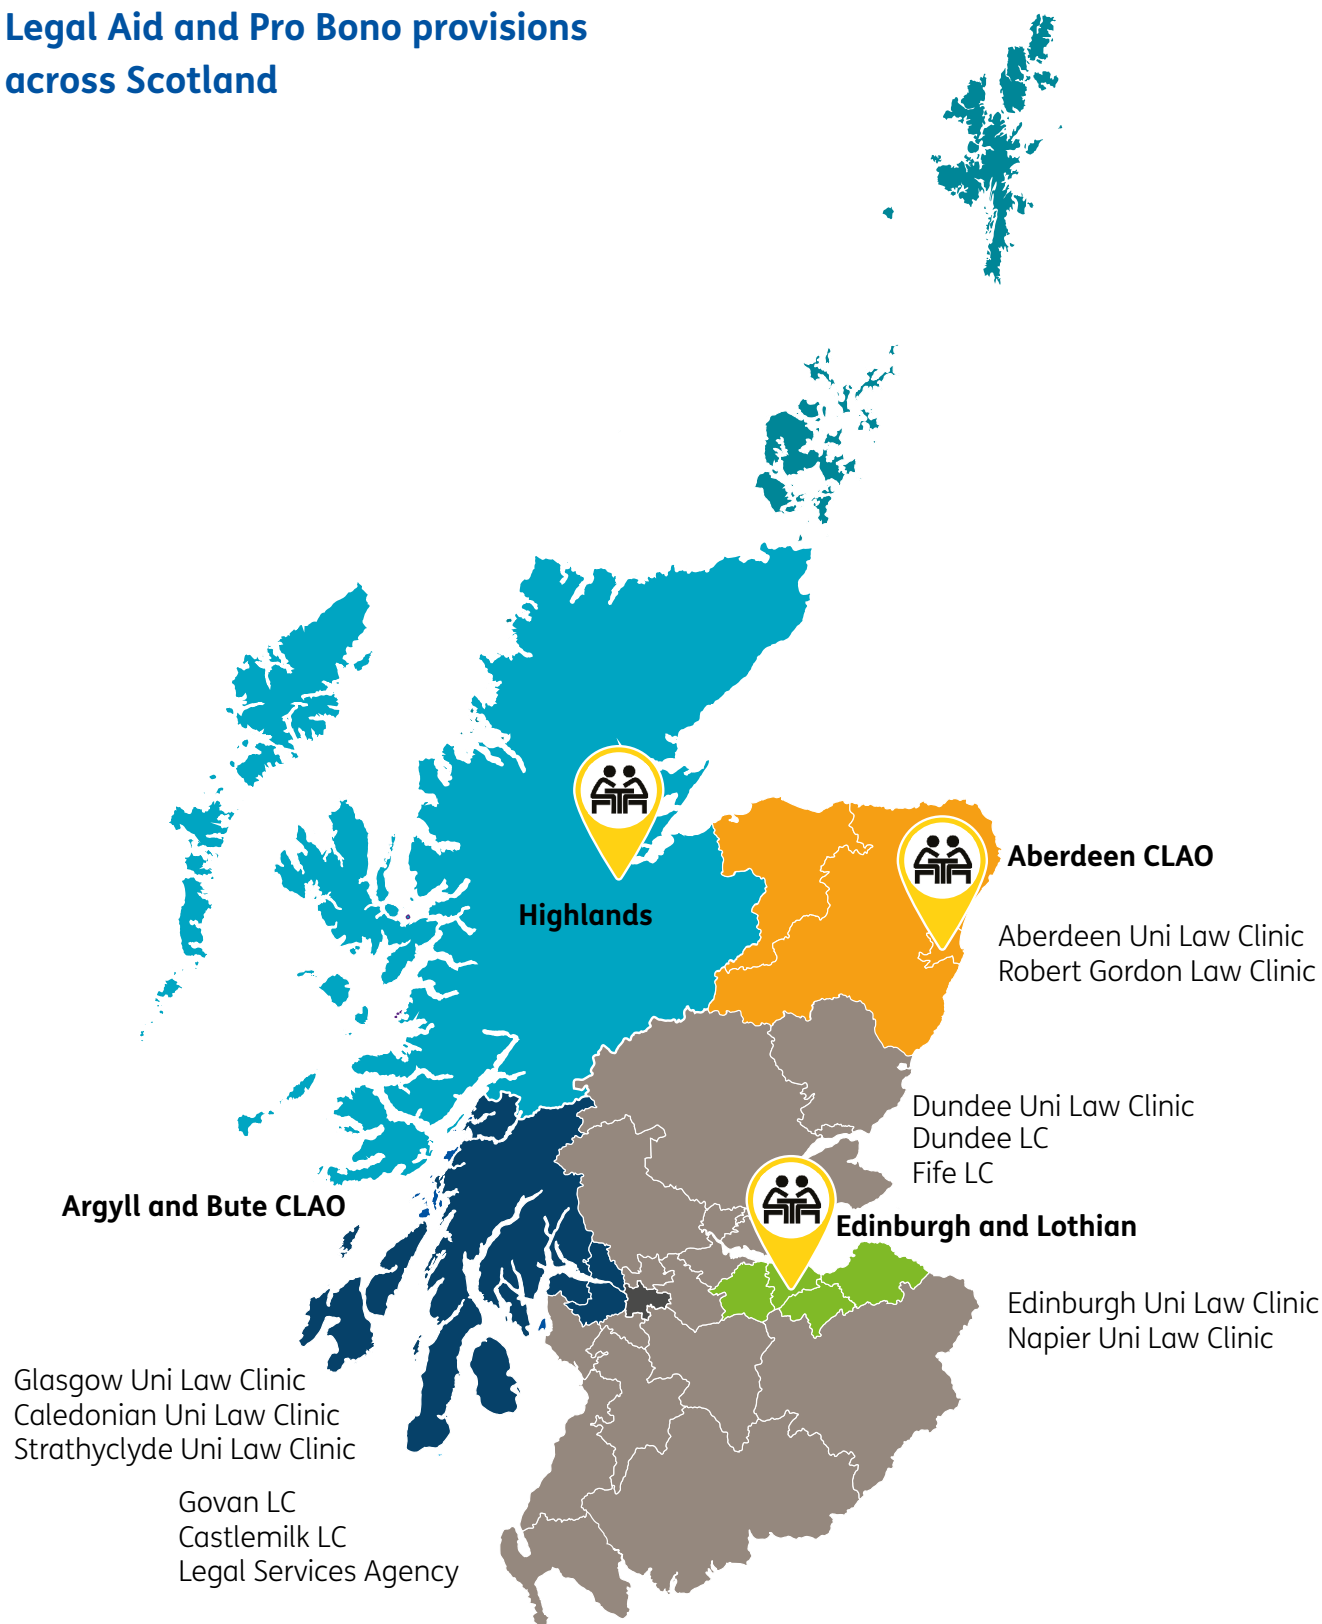 Legal Aid and Pro Bono provisions
across Scotland
Highlands
Aberdeen CLAO
Aberdeen Uni Law Clinic
Robert Gordon Law Clinic
Dundee Uni Law Clinic
Dundee LC
Fife LC
Argyll and Bute CLAO
Edinburgh and Lothian
Edinburgh Uni Law Clinic
Napier Uni Law Clinic
Glasgow Uni Law Clinic
Caledonian Uni Law Clinic
Strathyclyde Uni Law Clinic
Govan LC
Castlemilk LC
Legal Services Agency